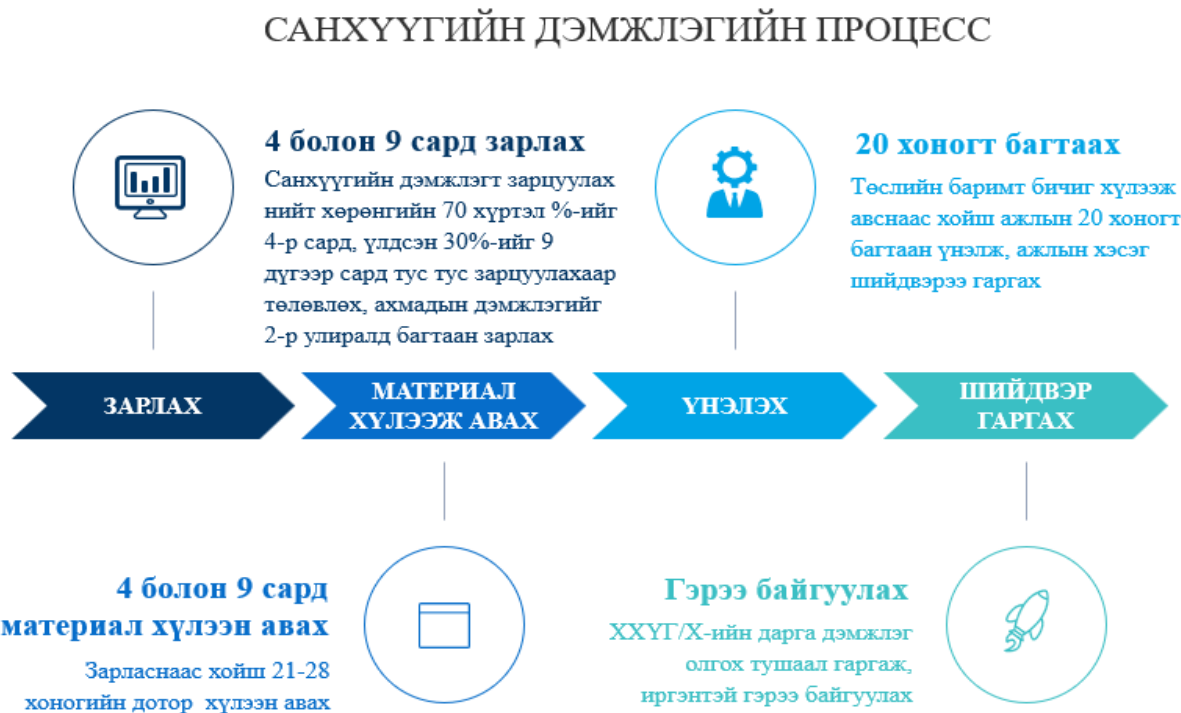 САНХҮҮГИЙН ДЭМЖЛЭГИЙН ПРОЦЕСС
4 болон 9 сард зарлах
Санхүүгийн дэмжлэгт зарцуулах
нийт хөрөнгийн 70 хүртэл %-ийг
4-р сард, үлдсэн 30%-ийг 9
дүгээр сард тус тус зарцуулахаар
төлөвлөх, ахмадын дэмжлэгийг
2-р улиралд багтаан зарлах
20 хоногт багтаах
Төслийн баримт бичиг хүлээж
авснаас хойш ажлын 20 хоногт
багтаан үнэлж, ажлын хэсэг
шийдвэрээ гаргах
ЗАРЛАХ
МАТЕРИАЛ
ХҮЛЭЭЖ АВАХ
ҮНЭЛЭХ
ШИЙДВЭР
ГАРГАХ
4 болон 9 сард
материал хүлээн авах
Зарласнаас хойш 21-28
хоногийн дотор хүлээн авах
Гэрээ байгуулах
ХХҮГ/Х-ийн дарга дэмжлэг
олгох тушаал гаргаж,
иргэнтэй гэрээ байгуулах